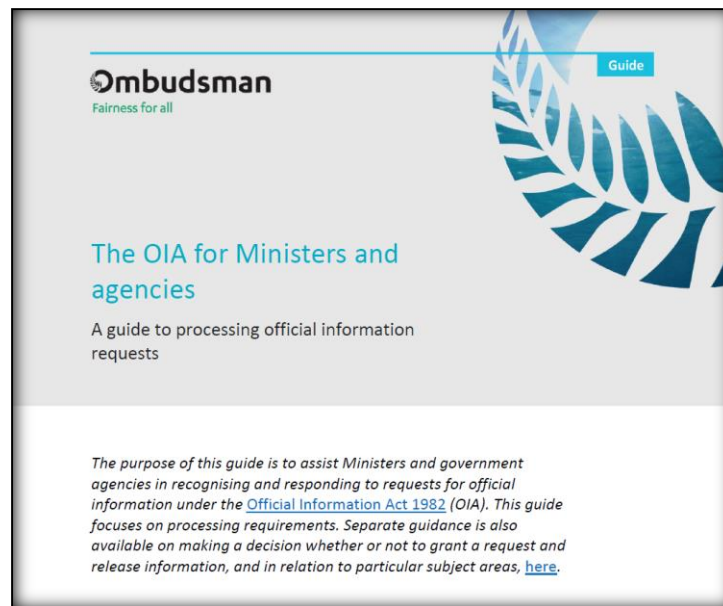 Guide
Ombudsman
Fairness for all
The OIA for Ministers and
agencies
A guide to processing official information
requests
The purpose of this guide is to assist Ministers and government
agencies in recognising and responding to requests for official
information under the Official Information Act 1982 (OIA). This guide
focuses on processing requirements. Separate guidance is also
available on making a decision whether or not to grant a request and
release information, and in relation to particular subject areas, here.